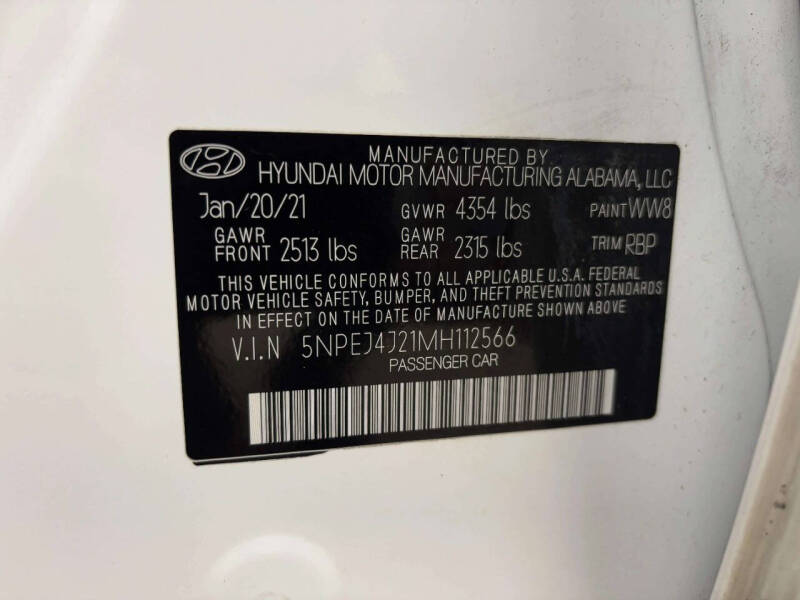 MANUFACTURED BY
HYUNDAI MOTOR MANUFACTURING ALABAMA, LLC
Jan/20/21 GVWR 4354 lbs PAINT WW8
GAWR FRONT 2513 lbs GAWR REAR 2315 lbs TRIM RBP
THIS VEHICLE CONFORMS TO ALL APPLICABLE U.S.A. FEDERAL
MOTOR VEHICLE SAFETY, BUMPER, AND THEFT PREVENTION STANDARDS
IN EFFECT ON THE DATE OF MANUFACTURE SHOWN ABOVE
V.I.N 5NPEJ4J21MH112566
PASSENGER CAR